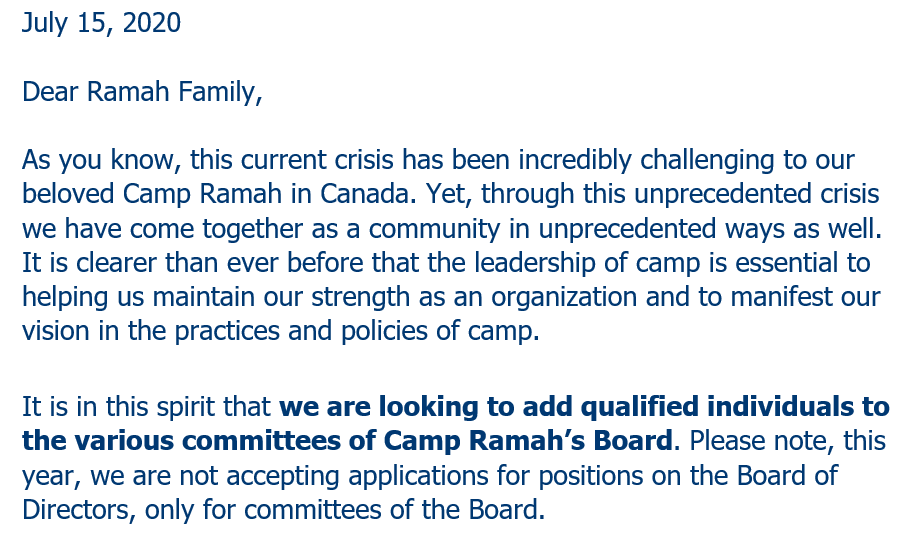 July 15, 2020
Dear Ramah Family,
As you know, this current crisis has been incredibly challenging to our
beloved Camp Ramah in Canada. Yet, through this unprecedented crisis
we have come together as a community in unprecedented ways as well.
It is clearer than ever before that the leadership of camp is essential to
helping us maintain our strength as an organization and to manifest our
vision in the practices and policies of camp.
It is in this spirit that we are looking to add qualified individuals to
the various committees of Camp Ramah’s Board. Please note, this
year, we are not accepting applications for positions on the Board of
Directors, only for committees of the Board.